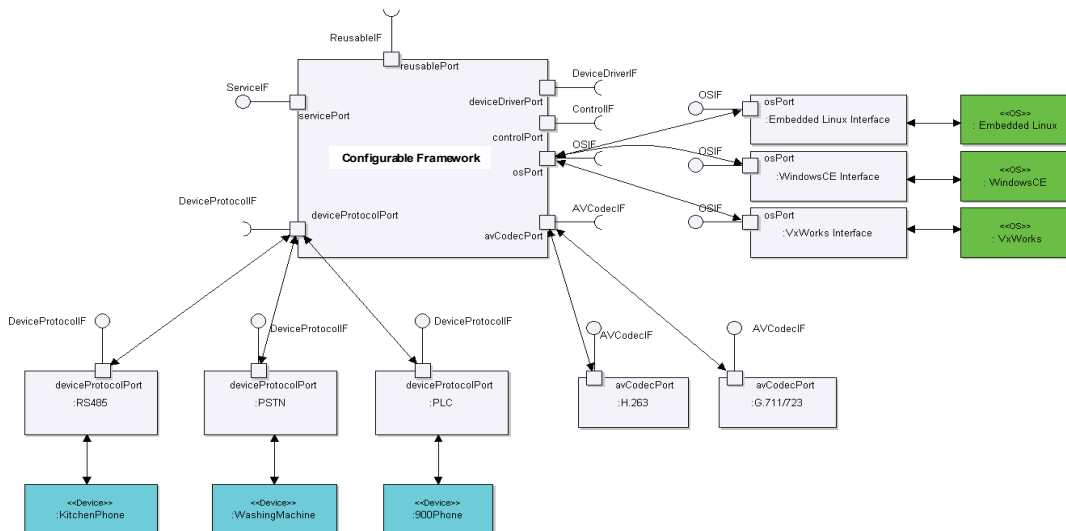 ReusableIF
reusablePort
ServiceIF
servicePort
DeviceDriverIF
deviceDriverPort
ControlIF
controlPort
OSIF
osPort
Configurable Framework
DeviceProtocolIF
deviceProtocolPort
AVCodecIF
avCodecPort
OSIF
osPort
:Embedded Linux Interface
<<OS>>
: Embedded Linux
OSIF
osPort
:WindowsCE Interface
<<OS>>
: WindowsCE
OSIF
osPort
:VxWorks Interface
<<OS>>
: VxWorks
DeviceProtocolIF
deviceProtocolPort
:RS485
DeviceProtocolIF
deviceProtocolPort
:PSTN
DeviceProtocolIF
deviceProtocolPort
:PLC
AVCodecIF
avCodecPort
:H.263
AVCodecIF
avCodecPort
:G.711/723
<<Device>>
:KitchenPhone
<<Device>>
:WashingMachine
<<Device>>
:900Phone